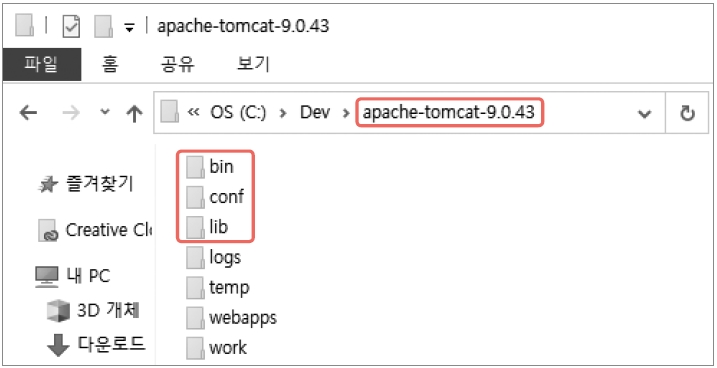 apache-tomcat-9.0.43
파일 홈 공유 보기
« OS (C:) > Dev > apache-tomcat-9.0.43
즐겨찾기
Creative Clo
내 PC
3D 개체
다운로드
bin
conf
lib
logs
temp
webapps
work